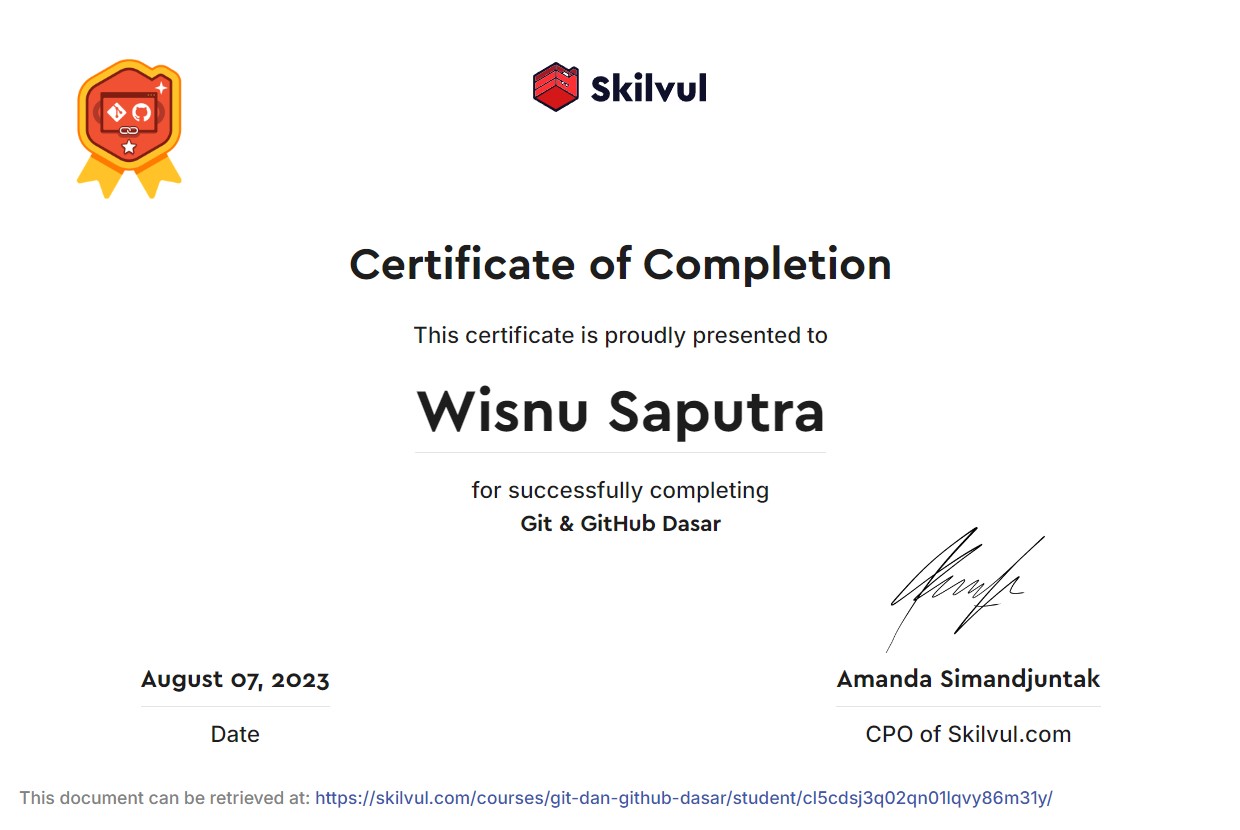 Skilvul
Certificate of Completion
This certificate is proudly presented to
Wisnu Saputra
for successfully completing
Git & GitHub Dasar
August 07, 2023
Date
Amanda Simandjuntak
CPO of Skilvul.com
This document can be retrieved at: https://skilvul.com/courses/git-dan-github-dasar/student/cl5cdsj3q02qn01lqvy86m31y/